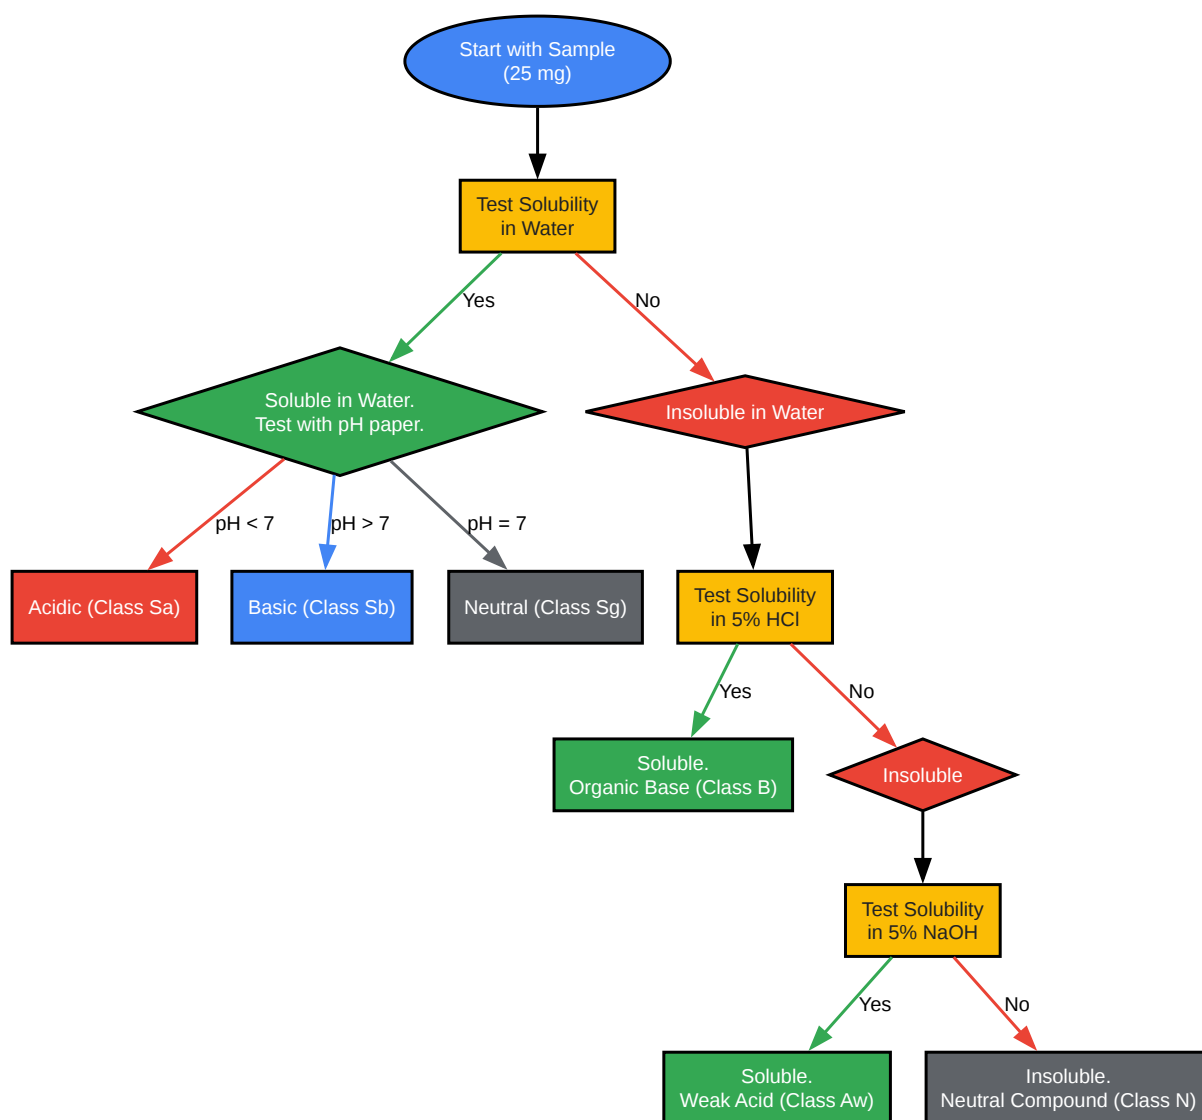 Start with Sample
(25 mg)
Test Solubility
in Water
Yes
No
Soluble in Water.
Test with pH paper.
Insoluble in Water
pH < 7
pH > 7
pH = 7
Acidic (Class Sa)
Basic (Class Sb)
Neutral (Class Sg)
Test Solubility
in 5% HCl
Yes
No
Soluble.
Organic Base (Class B)
Insoluble
Test Solubility
in 5% NaOH
Yes
No
Soluble.
Weak Acid (Class Aw)
Insoluble.
Neutral Compound (Class N)